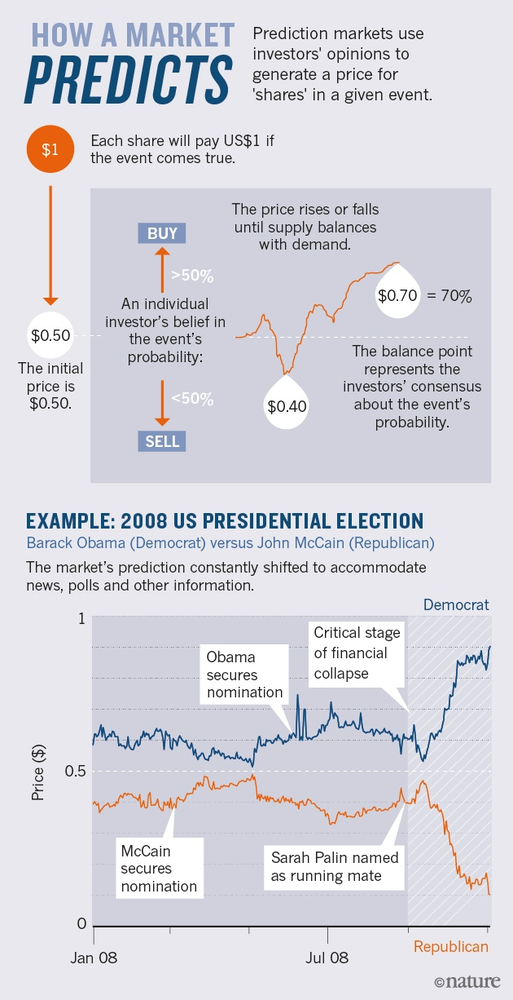 HOW A MARKET
PREDICTS
Prediction markets use
investors' opinions to
generate a price for
'shares' in a given event.
$1
Each share will pay US$1 if
the event comes true.
The price rises or falls
until supply balances
with demand.
BUY
>50%
An individual
investor’s belief in
the event’s
probability:
<50%
SELL
$0.50
The initial
price is
$0.50.
$0.70 = 70%
$0.40
The balance point
represents the
investors’ consensus
about the event’s
probability.
EXAMPLE: 2008 US PRESIDENTIAL ELECTION
Barack Obama (Democrat) versus John McCain (Republican)
The market’s prediction constantly shifted to accommodate
news, polls and other information.
Democrat
1
Critical stage
of financial
collapse
Obama
secures
nomination
Price ($)
0.5
McCain
secures
nomination
Sarah Palin named
as running mate
0
Republican
Jan 08
Jul 08
©nature